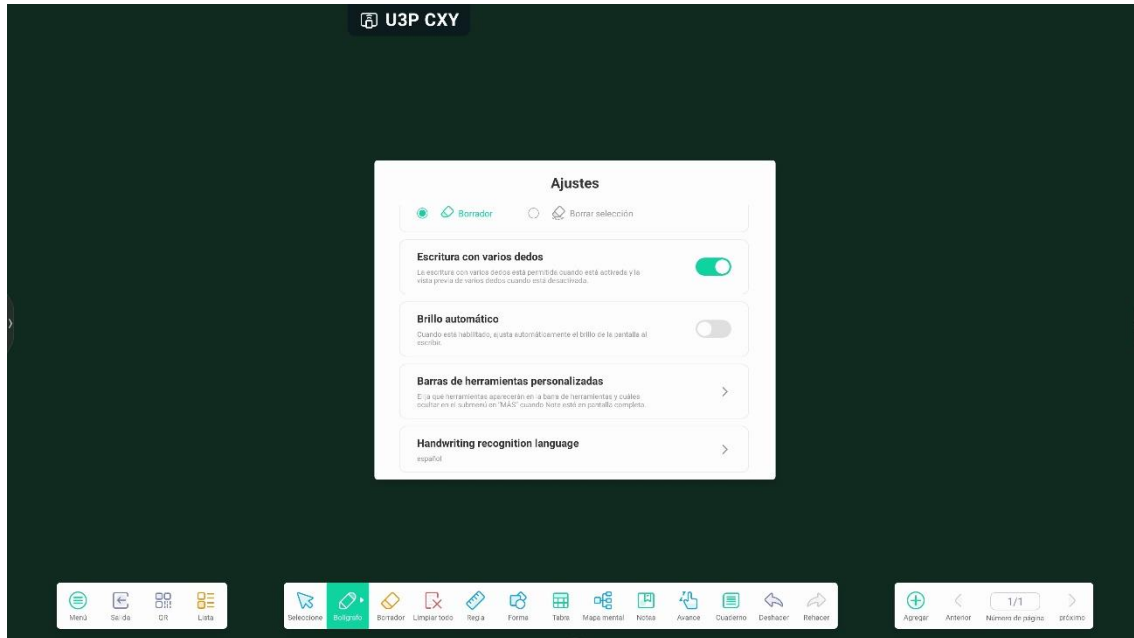 U3P CXY
Ajustes
Borrador
Borrar selección
Escritura con varios dedos
La escritura con varios dedos está permitida cuando está activada y la
vista previa de varios dedos cuando está desactivada.
Brillo automático
Cuando está habilitado, ajusta automáticamente el brillo de la pantalla al
escribir.
Barras de herramientas personalizadas
Elija que herramientas aparecerán en la barra de herramientas y cuáles
ocultar en el submenú en "MÁS" cuando Note está en pantalla completa.
Handwriting recognition language
español
Menú
Salida
QR
Lista
Seleccione
Bolígrafo
Borrador
Limpiar todo
Regla
Forma
Tabra
Mapa mental
Notas
Avance
Cuaderno
Deshacer
Rehacer
Agregar
Anterior
1/1
Número de página
próximo